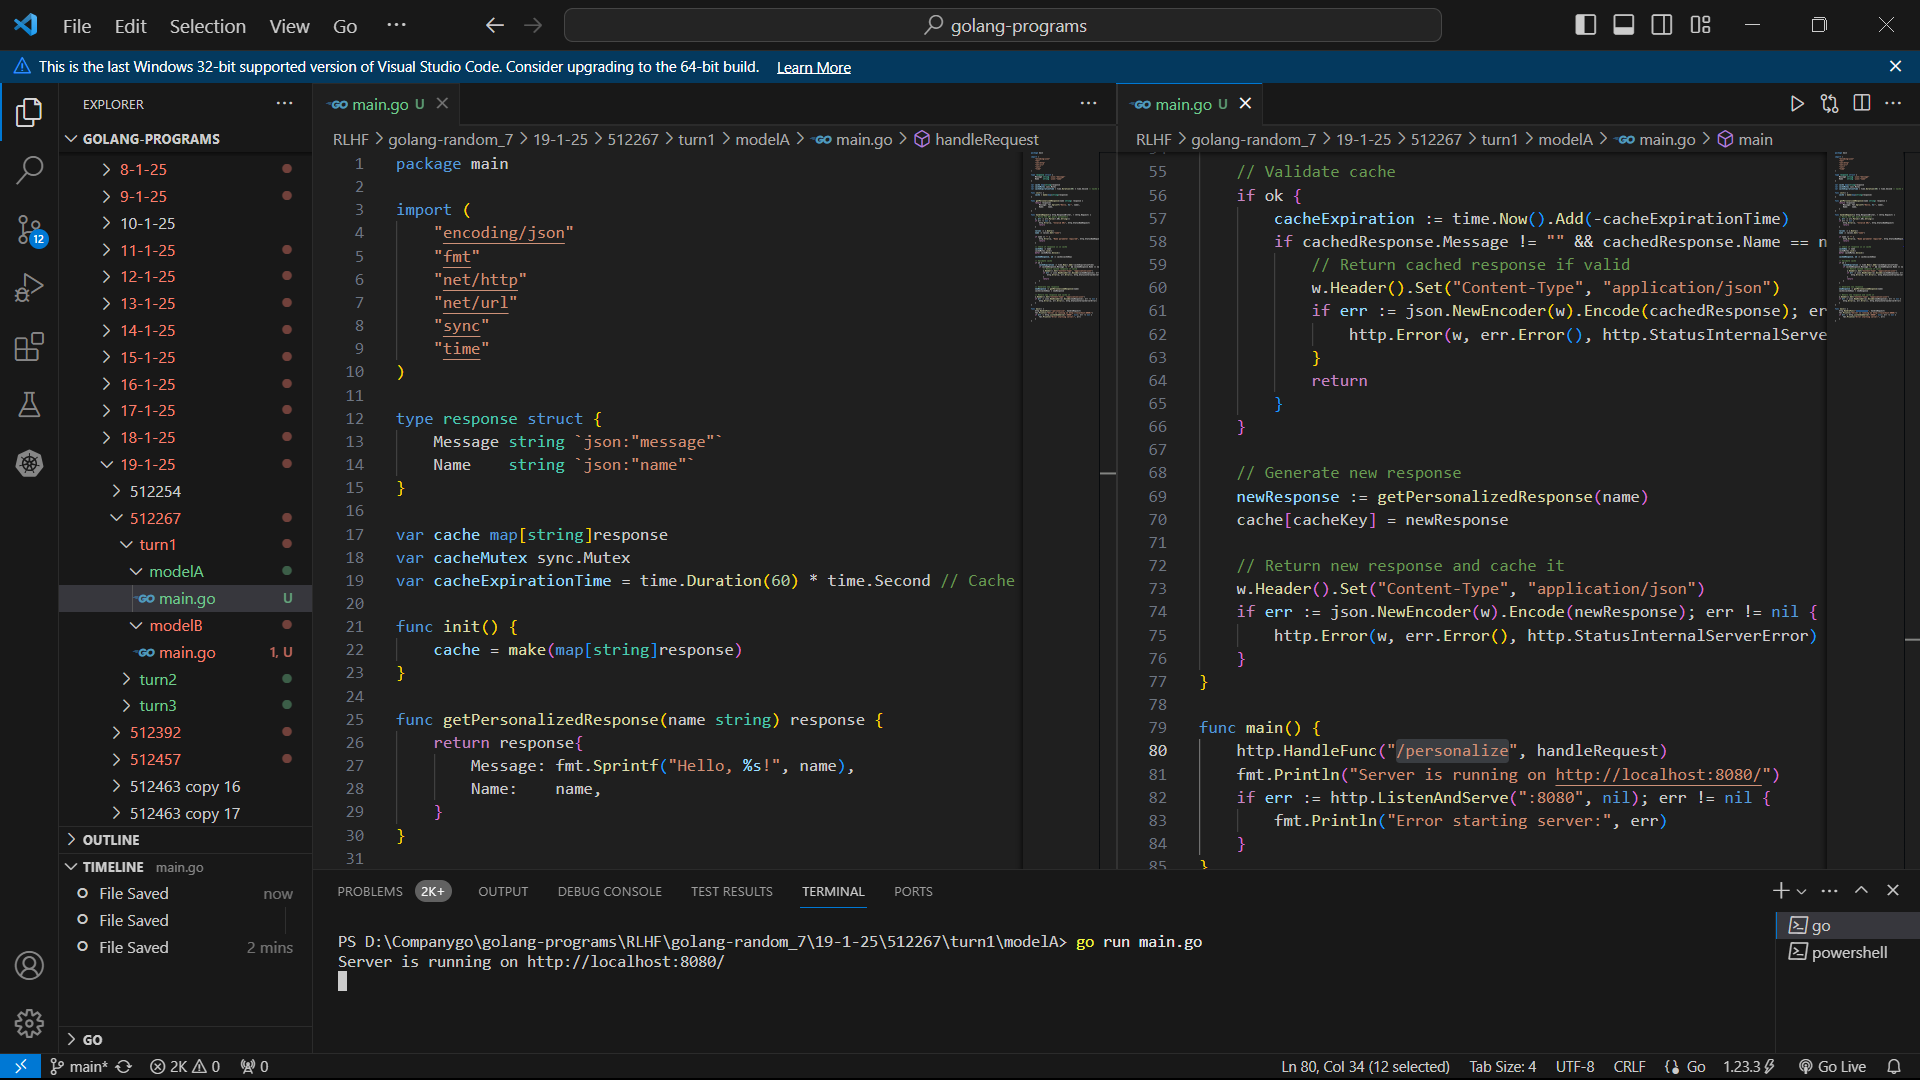 File Edit Selection View Go ···
golang-programs
This is the last Windows 32-bit supported version of Visual Studio Code. Consider upgrading to the 64-bit build. Learn More
EXPLORER
GOLANG-PROGRAMS
8-1-25
9-1-25
10-1-25
11-1-25
12-1-25
13-1-25
14-1-25
15-1-25
16-1-25
17-1-25
18-1-25
19-1-25
512254
512267
turn1
modelA
main.go U
modelB
main.go 1, U
turn2
turn3
512392
512457
512463 copy 16
512463 copy 17
OUTLINE
TIMELINE main.go
File Saved now
File Saved
File Saved 2 mins
GO
main.go U
RLHF > golang-random_7 > 19-1-25 > 512267 > turn1 > modelA > main.go > handleRequest
1 package main
2
3 import (
4 "encoding/json"
5 "fmt"
6 "net/http"
7 "net/url"
8 "sync"
9 "time"
10 )
11
12 type response struct {
13 Message string `json:"message"`
14 Name    string `json:"name"`
15 }
16
17 var cache map[string]response
18 var cacheMutex sync.Mutex
19 var cacheExpirationTime = time.Duration(60) * time.Second // Cache
20
21 func init() {
22 cache = make(map[string]response)
23 }
24
25 func getPersonalizedResponse(name string) response {
26 return response{
27 Message: fmt.Sprintf("Hello, %s!", name),
28 Name:    name,
29 }
30 }
31
main.go U
RLHF > golang-random_7 > 19-1-25 > 512267 > turn1 > modelA > main.go > main
55 // Validate cache
56 if ok {
57 cacheExpiration := time.Now().Add(-cacheExpirationTime)
58 if cachedResponse.Message != "" && cachedResponse.Name == n
59 // Return cached response if valid
60 w.Header().Set("Content-Type", "application/json")
61 if err := json.NewEncoder(w).Encode(cachedResponse); er
62 http.Error(w, err.Error(), http.StatusInternalServe
63 }
64 return
65 }
66 }
67
68 // Generate new response
69 newResponse := getPersonalizedResponse(name)
70 cache[cacheKey] = newResponse
71
72 // Return new response and cache it
73 w.Header().Set("Content-Type", "application/json")
74 if err := json.NewEncoder(w).Encode(newResponse); err != nil {
75 http.Error(w, err.Error(), http.StatusInternalServerError)
76 }
77 }
78
79 func main() {
80 http.HandleFunc("/personalize", handleRequest)
81 fmt.Println("Server is running on http://localhost:8080/")
82 if err := http.ListenAndServe(":8080", nil); err != nil {
83 fmt.Println("Error starting server:", err)
84 }
85 }
PROBLEMS 2K+ OUTPUT DEBUG CONSOLE TEST RESULTS TERMINAL PORTS
PS D:\Companygo\golang-programs\RLHF\golang-random_7\19-1-25\512267\turn1\modelA> go run main.go
Server is running on http://localhost:8080/
go
powershell
12
main* 2K 0 0 Ln 80, Col 34 (12 selected) Tab Size: 4 UTF-8 CRLF Go 1.23.3 Go Live